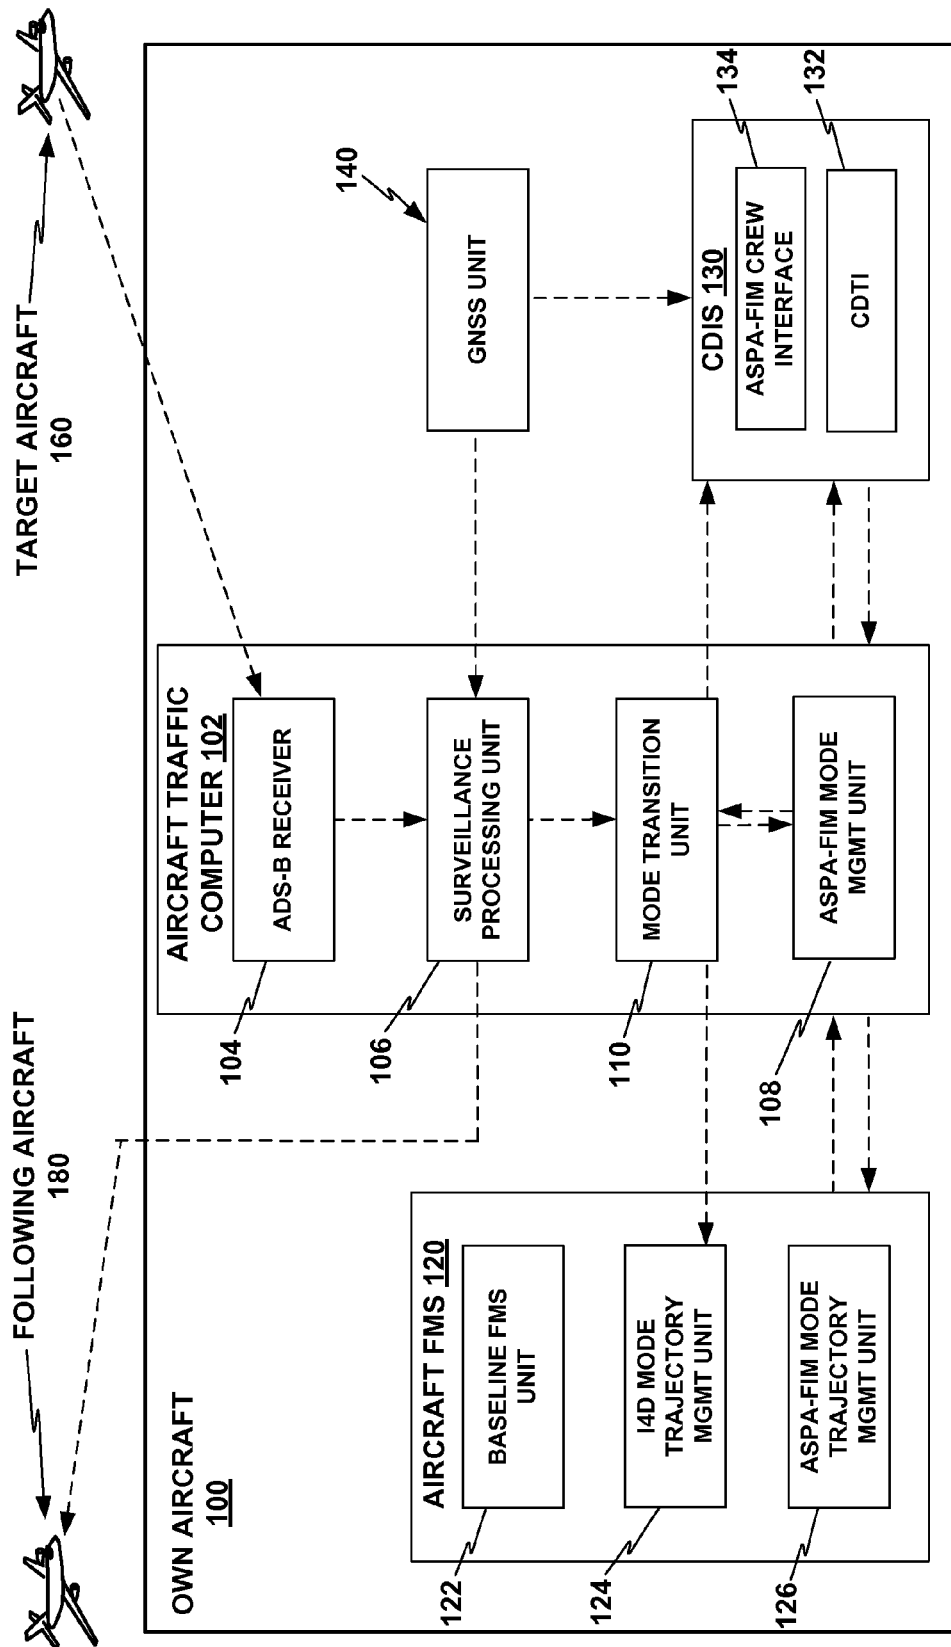 FOLLOWING AIRCRAFT
180
TARGET AIRCRAFT
160
OWN AIRCRAFT
100
AIRCRAFT FMS 120
BASELINE FMS
UNIT
122
I4D MODE
TRAJECTORY
MGMT UNIT
124
ASPA-FIM MODE
TRAJECTORY
MGMT UNIT
126
AIRCRAFT TRAFFIC
COMPUTER 102
ADS-B RECEIVER
104
SURVEILLANCE
PROCESSING UNIT
106
MODE TRANSITION
UNIT
110
ASPA-FIM MODE
MGMT UNIT
108
GNSS UNIT
140
CDIS 130
ASPA-FIM CREW
INTERFACE
134
CDTI
132